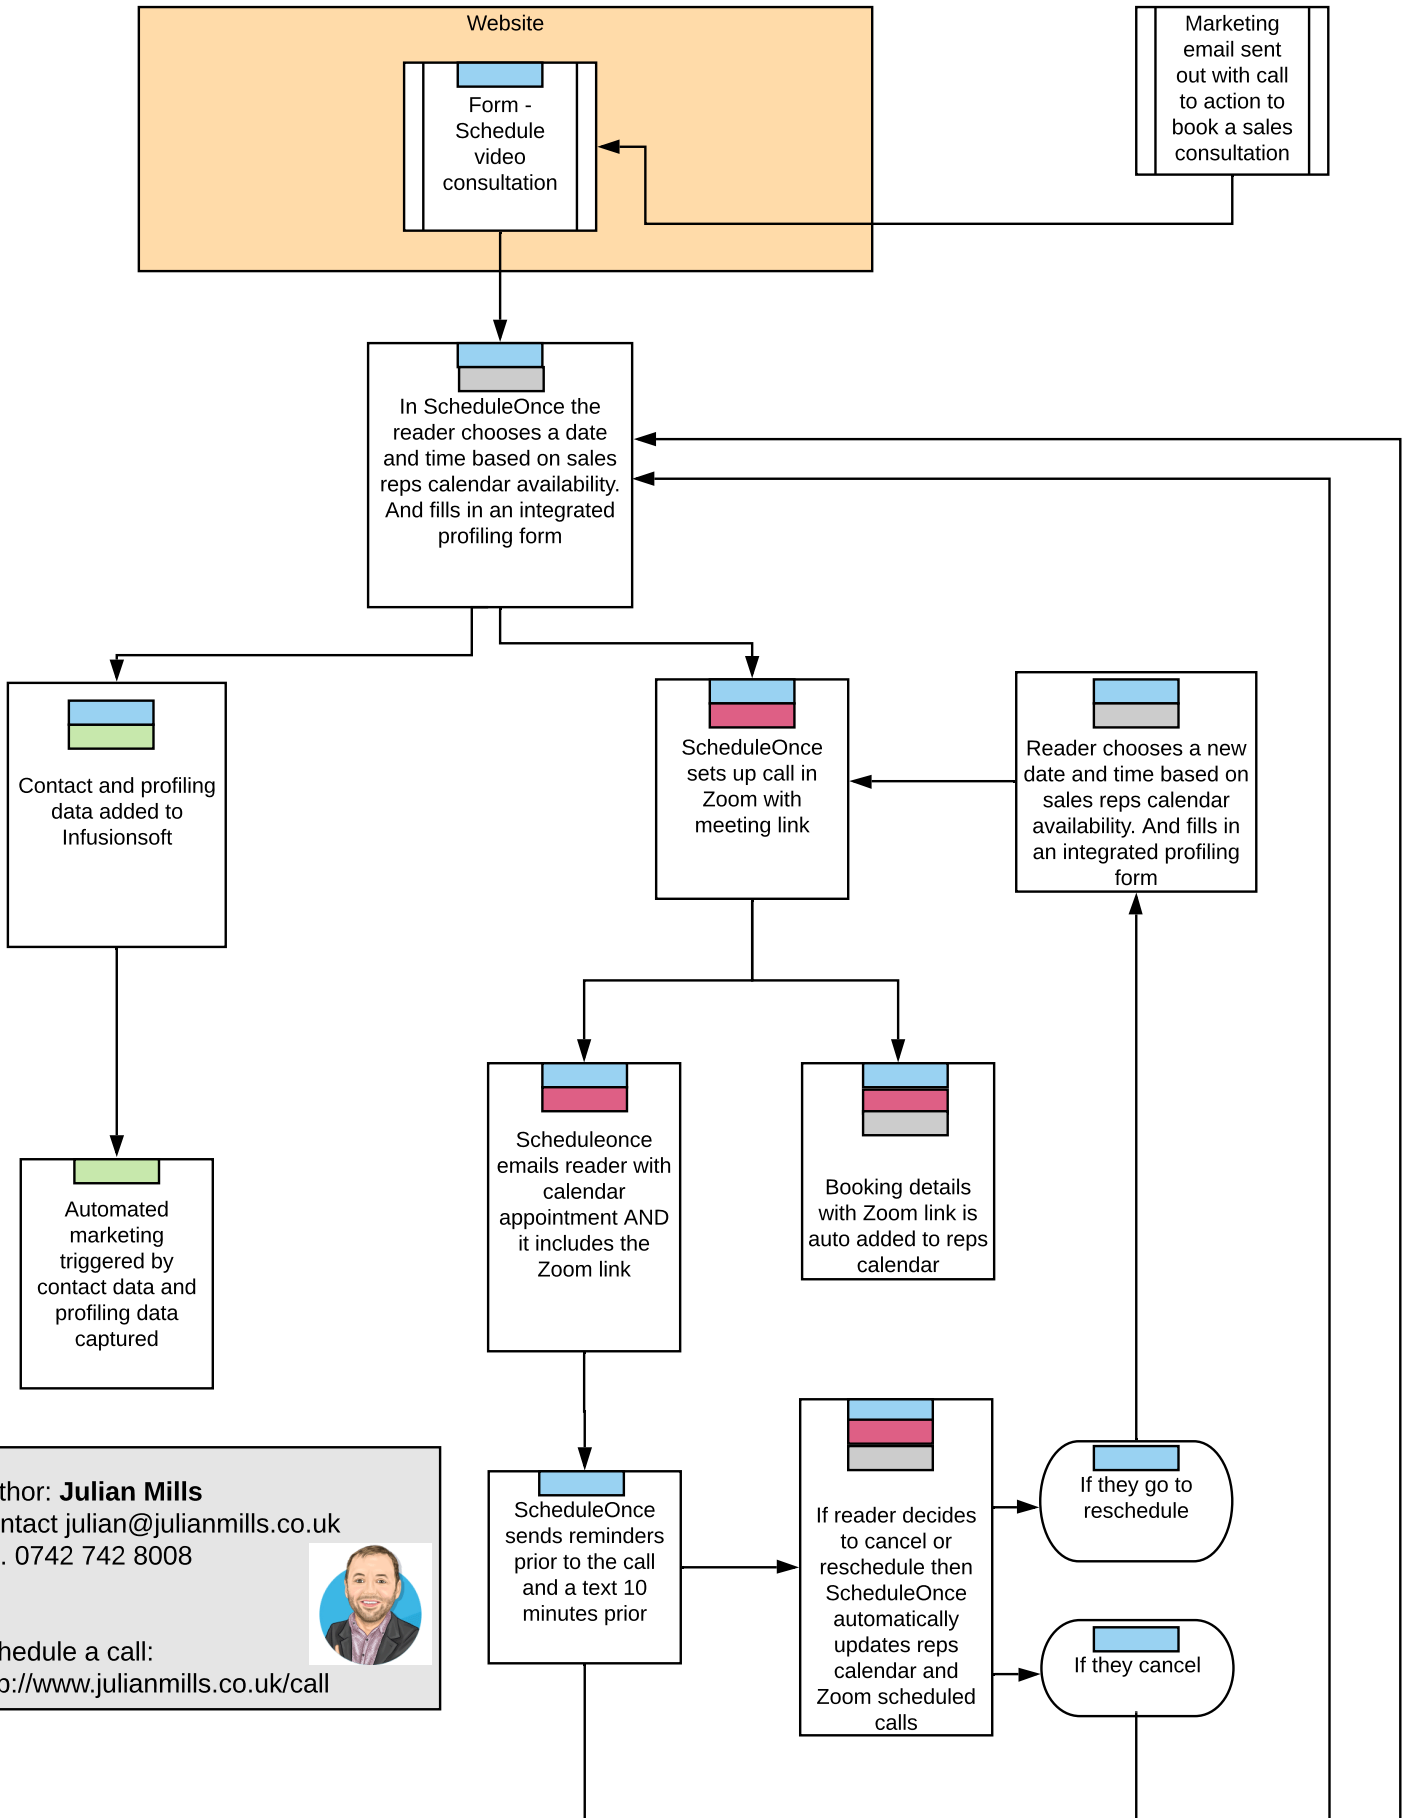 Website
Form -
Schedule
video
consultation
Marketing
email sent
out with call
to action to
book a sales
consultation
In ScheduleOnce the
reader chooses a date
and time based on sales
reps calendar availability.
And fills in an integrated
profiling form
Contact and profiling
data added to
Infusionsoft
ScheduleOnce
sets up call in
Zoom with
meeting link
Reader chooses a new
date and time based on
sales reps calendar
availability. And fills in
an integrated profiling
form
Automated
marketing
triggered by
contact data and
profiling data
captured
Scheduleonce
emails reader with
calendar
appointment AND
it includes the
Zoom link
Booking details
with Zoom link is
auto added to reps
calendar
ScheduleOnce
sends reminders
prior to the call
and a text 10
minutes prior
If reader decides
to cancel or
reschedule then
ScheduleOnce
automatically
updates reps
calendar and
Zoom scheduled
calls
If they go to
reschedule
If they cancel
thor: Julian Mills
ntact julian@julianmills.co.uk
. 0742 742 8008
hedule a call:
p://www.julianmills.co.uk/call